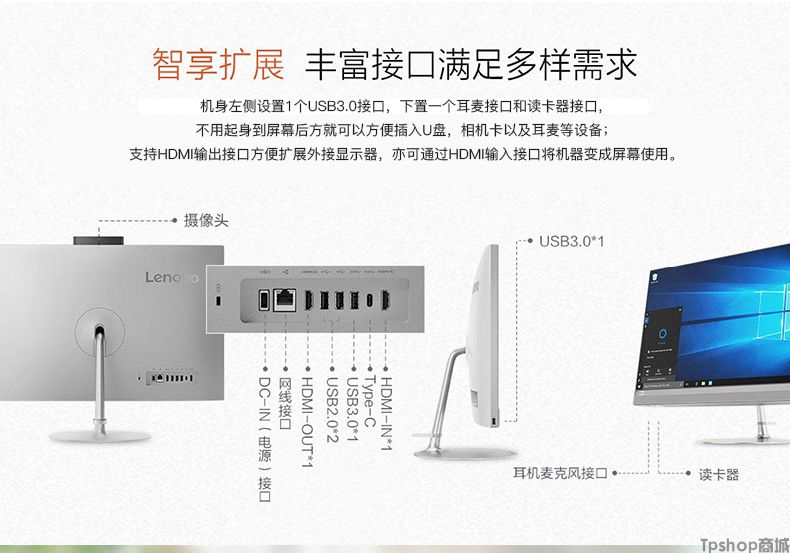 智享扩展 丰富接口满足多样需求
机身左侧设置1个USB3.0接口，下置一个耳麦接口和读卡器接口，
不用起身到屏幕后方就可以方便插入U盘，相机卡以及耳麦等设备；
支持HDMI输出接口方便扩展外接显示器，亦可通过HDMI输入接口将机器变成屏幕使用。
摄像头
Lenovo
USB3.0*1
DC-IN（电源）接口
网线接口
HDMI-OUT*1
USB2.0*2
USB3.0*1
Type-C
HDMI-IN*1
耳机麦克风接口
读卡器
Tpshop商城